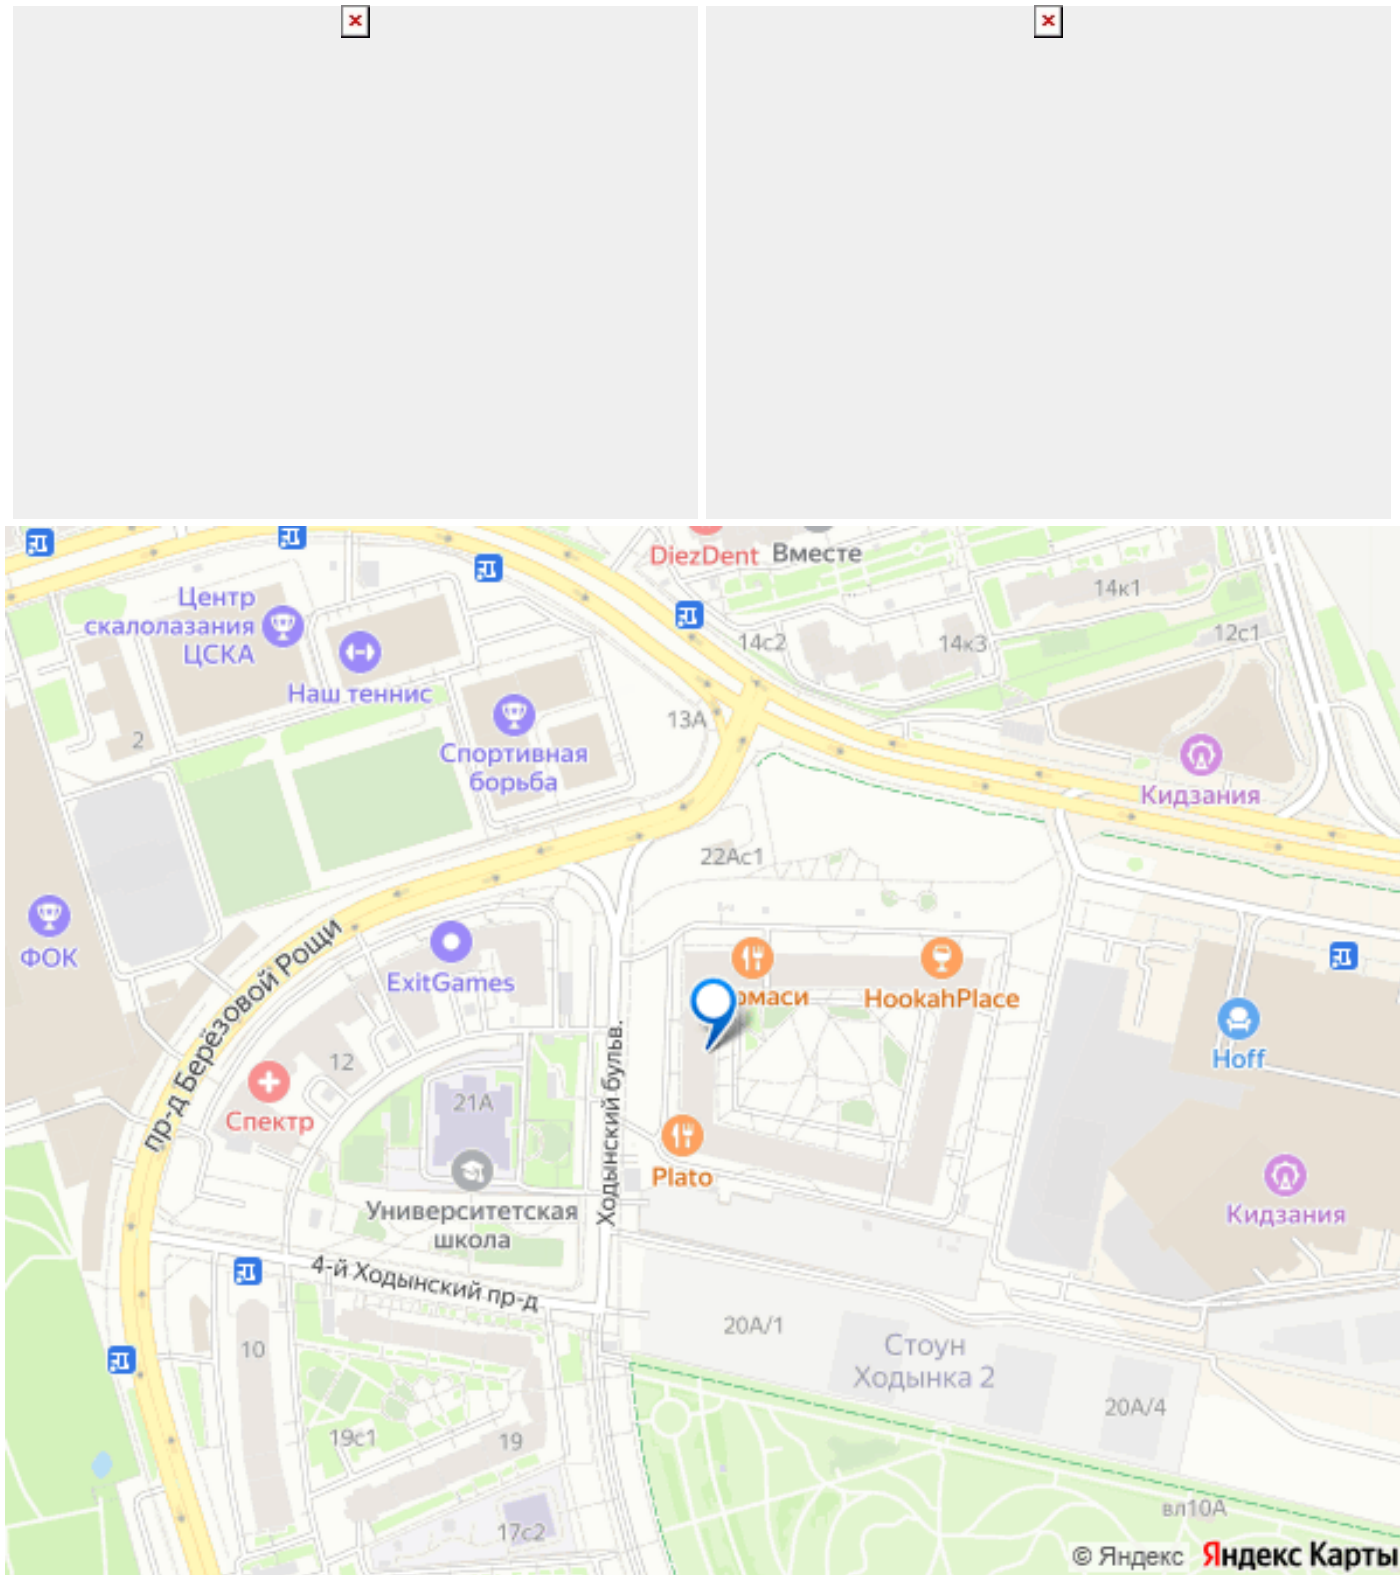 DiezDent
Вместе
14к1
Центр
скалолазания
ЦСКА
14с2
14к3
12с1
Наш теннис
13А
2
Спортивная
борьба
Кидзания
22Ас1
ФОК
пр-д Берёзовой Рощи
ExitGames
HookahPlace
Hoff
12
Спектр
21А
Ходынский бульв.
Plato
Университетская
школа
Кидзания
4-й Ходынский пр-д
20А/1
Стоун
Ходынка 2
10
20А/4
19с1
19
вл10А
17с2
© Яндекс Яндекс Карты